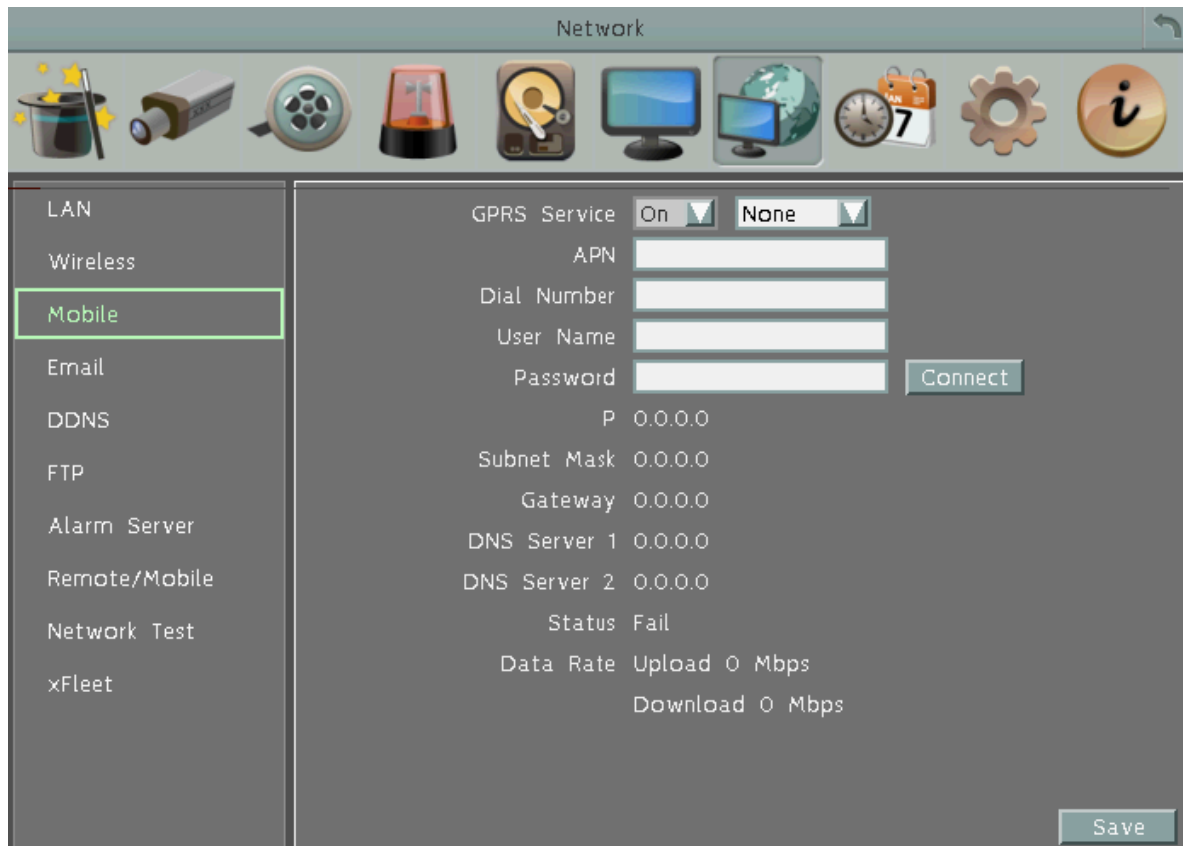 Network
JAN
7
i
LAN
Wireless
Mobile
Email
DDNS
FTP
Alarm Server
Remote/Mobile
Network Test
xFleet
GPRS Service On None
APN
Dial Number
User Name
Password Connect
P 0.0.0.0
Subnet Mask 0.0.0.0
Gateway 0.0.0.0
DNS Server 1 0.0.0.0
DNS Server 2 0.0.0.0
Status Fail
Data Rate Upload 0 Mbps
Download 0 Mbps
Save